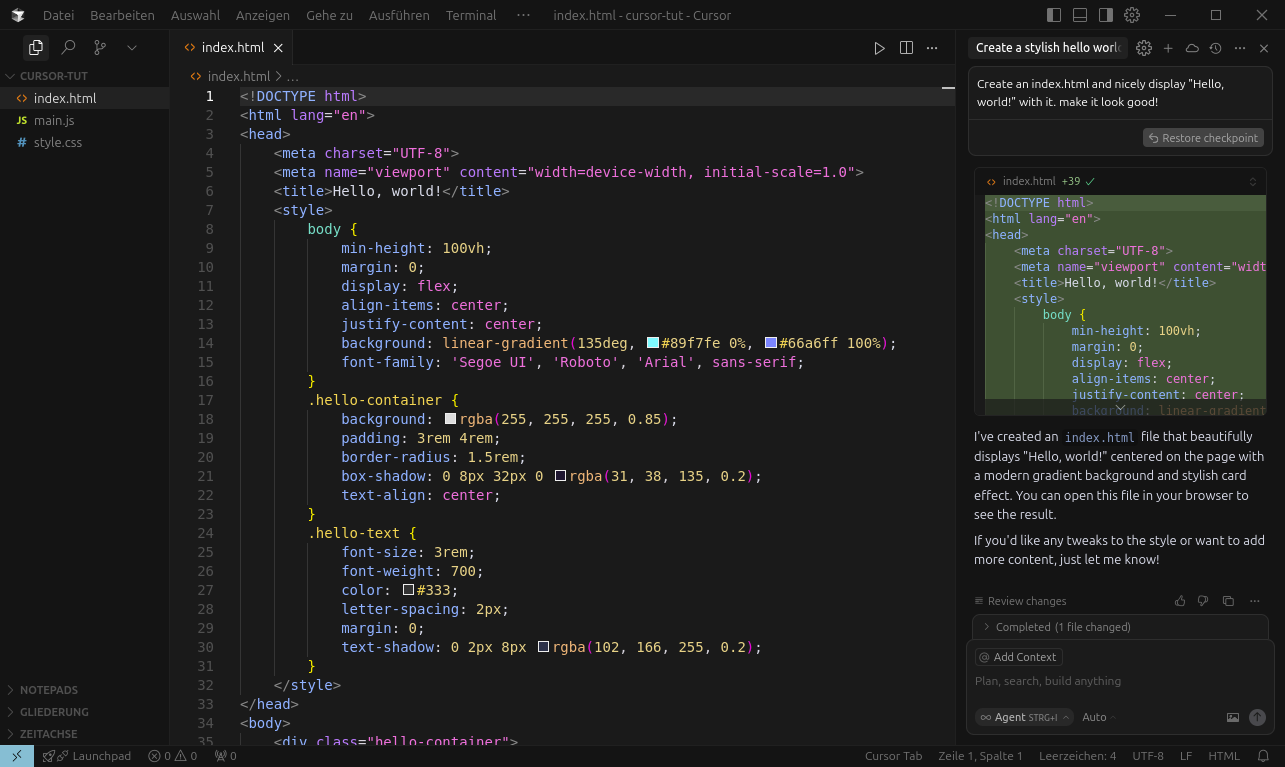 Datei Bearbeiten Auswahl Anzeigen Gehe zu Ausführen Terminal ··· index.html - cursor-tut - Cursor
CURSOR-TUT
index.html
JS main.js
# style.css
NOTEPADS
GLIEDERUNG
ZEITACHSE
index.html
index.html > ...
1 <!DOCTYPE html>
2 <html lang="en">
3 <head>
4 <meta charset="UTF-8">
5 <meta name="viewport" content="width=device-width, initial-scale=1.0">
6 <title>Hello, world!</title>
7 <style>
8 body {
9 min-height: 100vh;
10 margin: 0;
11 display: flex;
12 align-items: center;
13 justify-content: center;
14 background: linear-gradient(135deg, #89f7fe 0%, #66a6ff 100%);
15 font-family: 'Segoe UI', 'Roboto', 'Arial', sans-serif;
16 }
17 .hello-container {
18 background: rgba(255, 255, 255, 0.85);
19 padding: 3rem 4rem;
20 border-radius: 1.5rem;
21 box-shadow: 0 8px 32px 0 rgba(31, 38, 135, 0.2);
22 text-align: center;
23 }
24 .hello-text {
25 font-size: 3rem;
26 font-weight: 700;
27 color: #333;
28 letter-spacing: 2px;
29 margin: 0;
30 text-shadow: 0 2px 8px rgba(102, 166, 255, 0.2);
31 }
32 </style>
33 </head>
34 <body>
35 <div class="hello-container">
Create a stylish hello worl
Create an index.html and nicely display "Hello,
world!" with it. make it look good!
Restore checkpoint
index.html +39
<!DOCTYPE html>
<html lang="en">
<head>
<meta charset="UTF-8">
<meta name="viewport" content="widt
<title>Hello, world!</title>
<style>
body {
min-height: 100vh;
margin: 0;
display: flex;
align-items: center;
justify-content: center;
background: linear-gradient
I've created an index.html file that beautifully
displays "Hello, world!" centered on the page with
a modern gradient background and stylish card
effect. You can open this file in your browser to
see the result.
If you'd like any tweaks to the style or want to add
more content, just let me know!
Review changes
Completed (1 file changed)
@ Add Context
Plan, search, build anything
∞ Agent STRG+I Auto
Launchpad 0 0 0 Cursor Tab Zeile 1, Spalte 1 Leerzeichen: 4 UTF-8 LF HTML